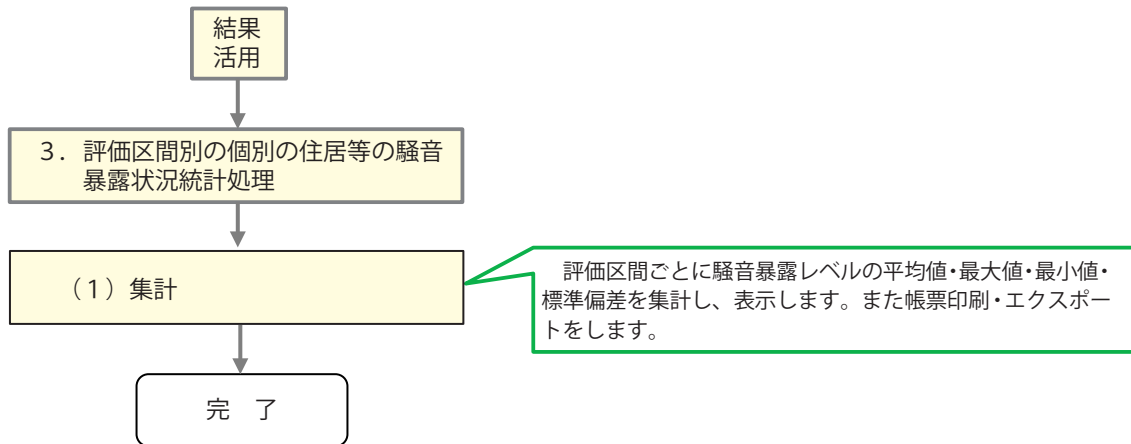 結果
活用
３．評価区間別の個別の住居等の騒音
暴露状況統計処理
（１）集計
評価区間ごとに騒音暴露レベルの平均値・最大値・最小値・
標準偏差を集計し、表示します。また帳票印刷・エクスポー
トをします。
完　了